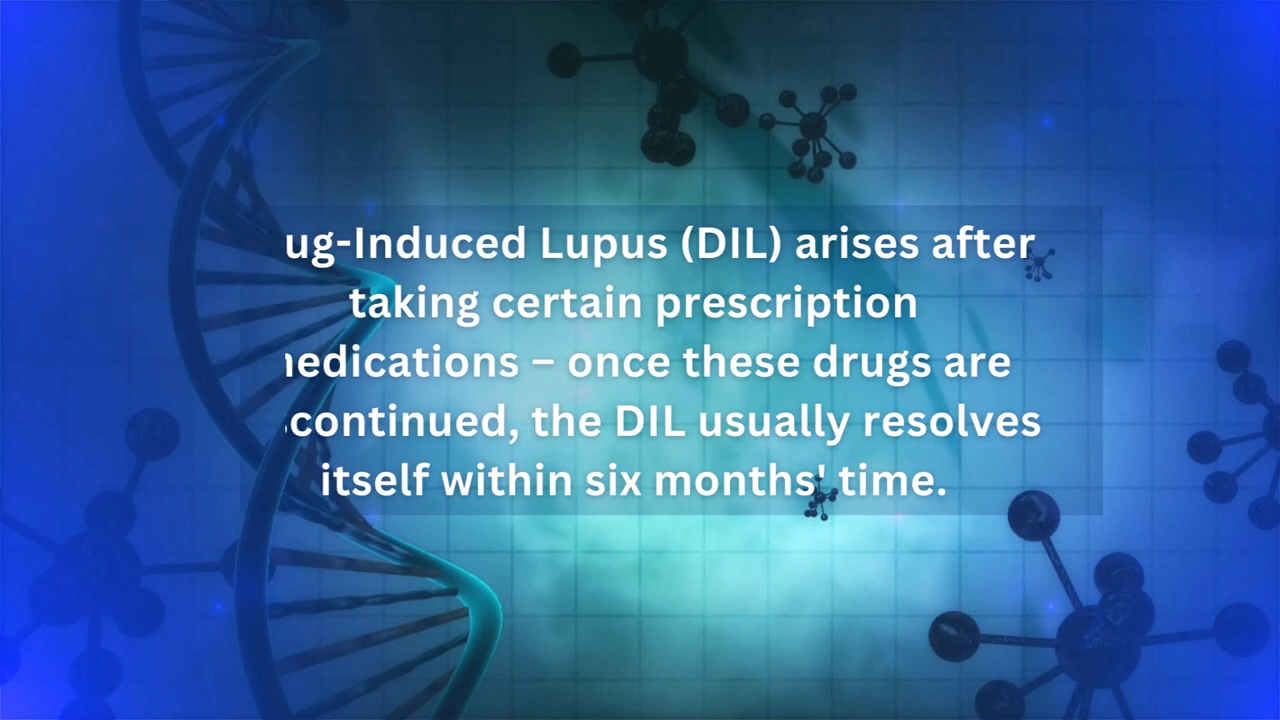 ug-Induced Lupus (DIL) arises after
taking certain prescription
edications – once these drugs are
continued, the DIL usually resolves
itself within six months' time.